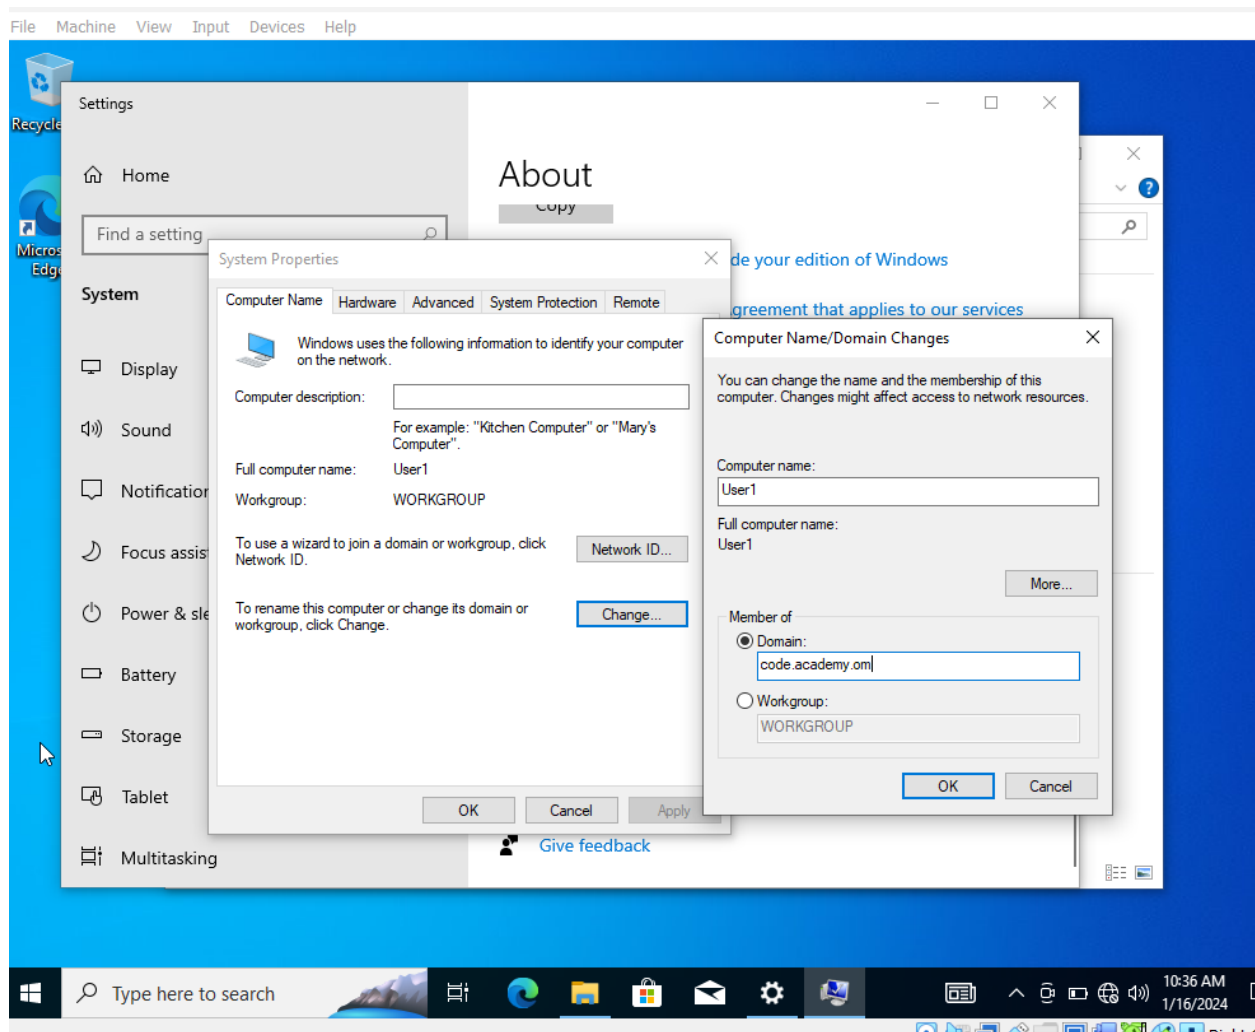 File Machine View Input Devices Help
Recycle
Micros
Edge
Settings
Home
Find a setting
System
Display
Sound
Notification
Focus assis
Power & sle
Battery
Storage
Tablet
Multitasking
About
Copy
de your edition of Windows
greement that applies to our services
Give feedback
System Properties
Computer Name Hardware Advanced System Protection Remote
Windows uses the following information to identify your computer
on the network.
Computer description:
For example: "Kitchen Computer" or "Mary's
Computer".
Full computer name: User1
Workgroup: WORKGROUP
To use a wizard to join a domain or workgroup, click
Network ID.
Network ID...
To rename this computer or change its domain or
workgroup, click Change.
Change...
OK Cancel Apply
Computer Name/Domain Changes
You can change the name and the membership of this
computer. Changes might affect access to network resources.
Computer name:
User1
Full computer name:
User1
More...
Member of
Domain:
code.academy.om
Workgroup:
WORKGROUP
OK Cancel
Type here to search
10:36 AM
1/16/2024